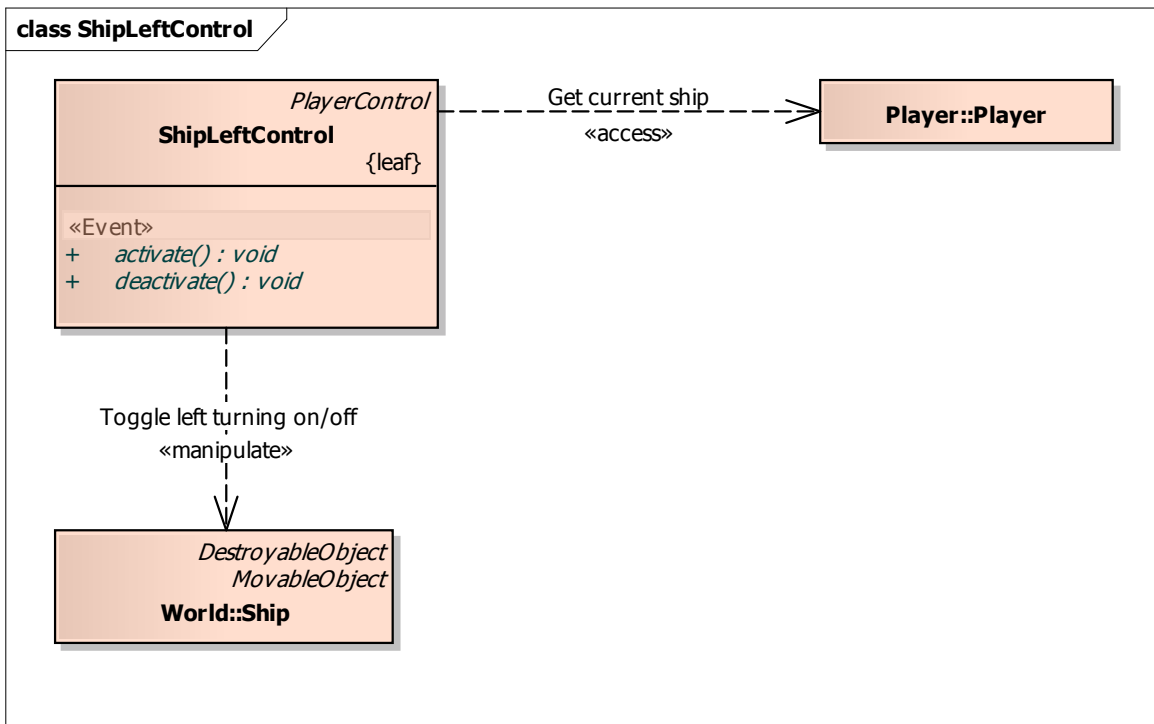 class ShipLeftControl
PlayerControl
ShipLeftControl
{leaf}
«Event»
+ activate() : void
+ deactivate() : void
Get current ship
«access»
Player::Player
Toggle left turning on/off
«manipulate»
DestroyableObject
MovableObject
World::Ship